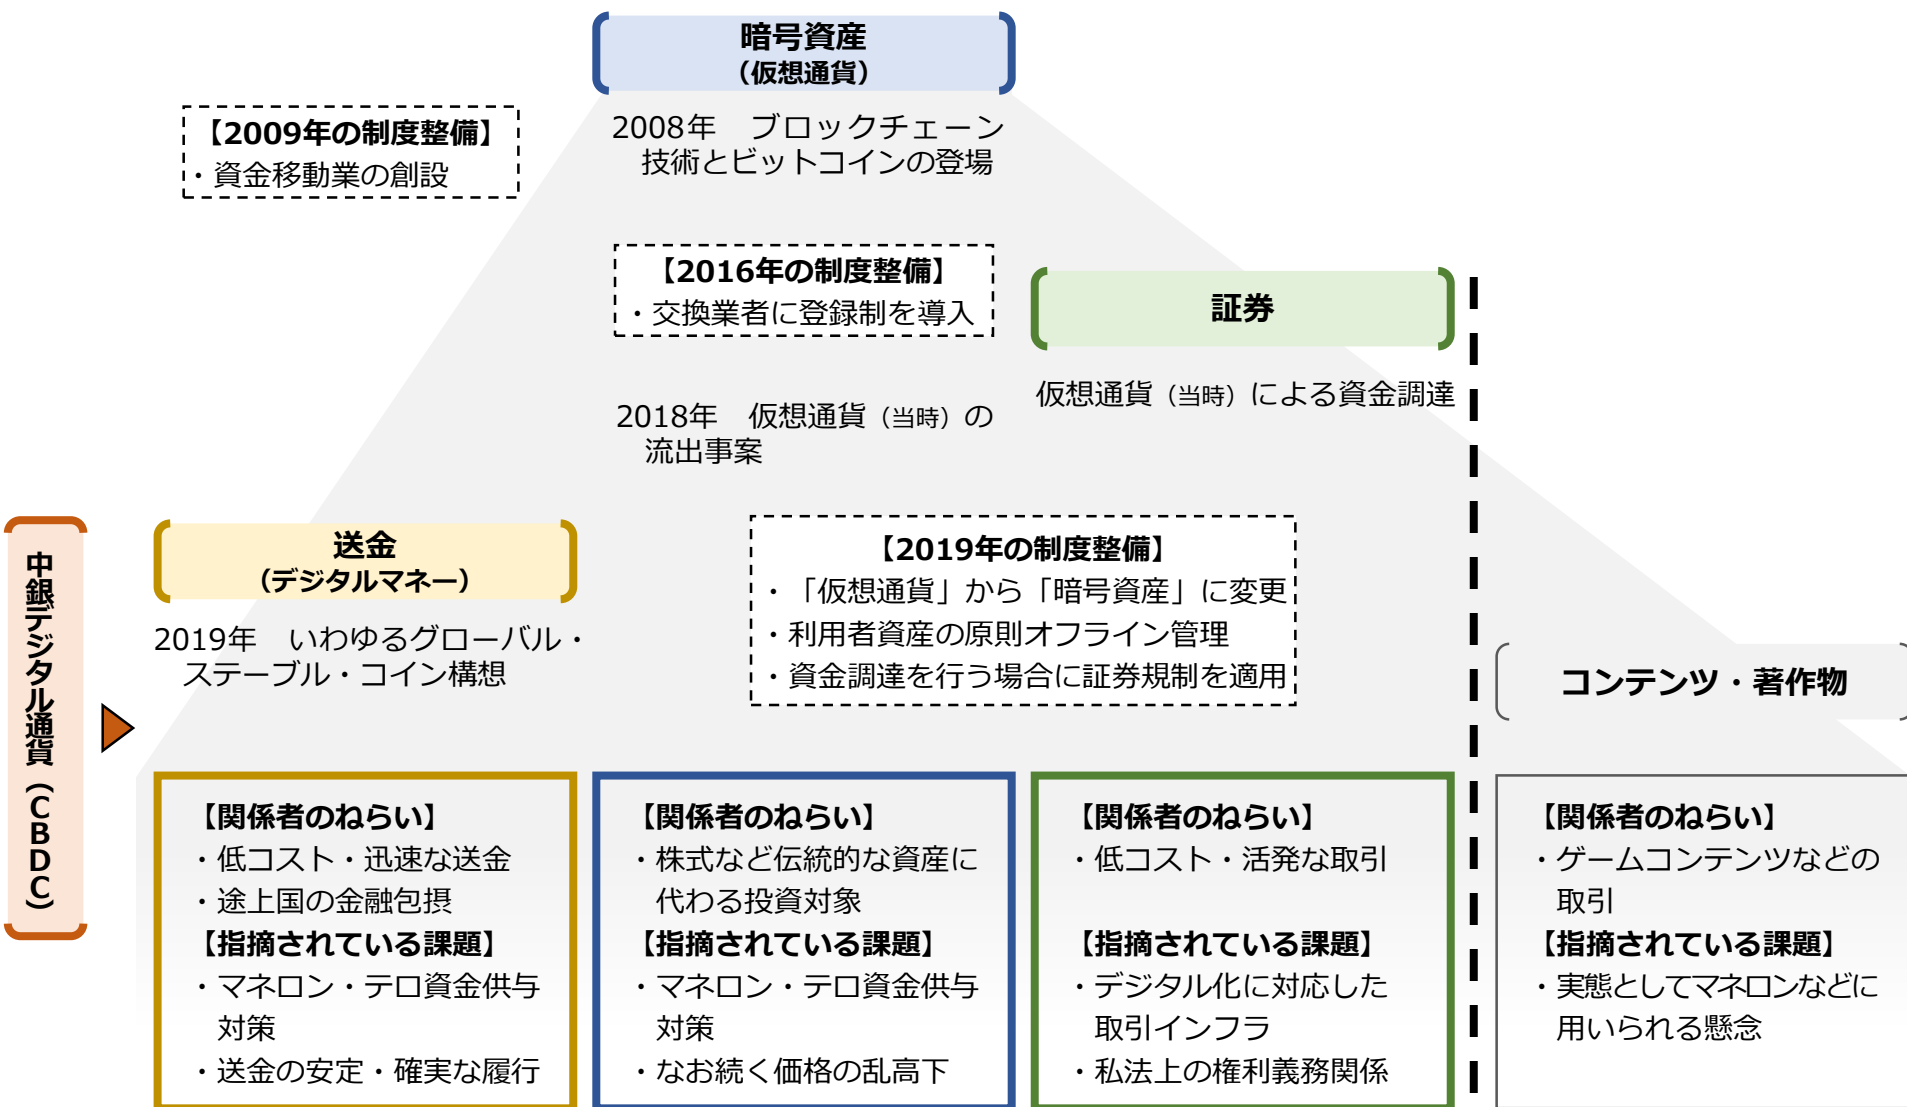 暗号資産
（仮想通貨）
【2009年の制度整備】
・資金移動業の創設
2008年　ブロックチェーン
技術とビットコインの登場
【2016年の制度整備】
・交換業者に登録制を導入
証券
仮想通貨（当時）による資金調達
2018年　仮想通貨（当時）の
流出事案
中銀デジタル通貨（CBDC）
送金
（デジタルマネー）
2019年　いわゆるグローバル・
ステーブル・コイン構想
【2019年の制度整備】
・「仮想通貨」から「暗号資産」に変更
・利用者資産の原則オフライン管理
・資金調達を行う場合に証券規制を適用
コンテンツ・著作物
【関係者のねらい】
・低コスト・迅速な送金
・途上国の金融包摂
【指摘されている課題】
・マネロン・テロ資金供与
対策
・送金の安定・確実な履行
【関係者のねらい】
・株式など伝統的な資産に
代わる投資対象
【指摘されている課題】
・マネロン・テロ資金供与
対策
・なお続く価格の乱高下
【関係者のねらい】
・低コスト・活発な取引
【指摘されている課題】
・デジタル化に対応した
取引インフラ
・私法上の権利義務関係
【関係者のねらい】
・ゲームコンテンツなどの
取引
【指摘されている課題】
・実態としてマネロンなどに
用いられる懸念